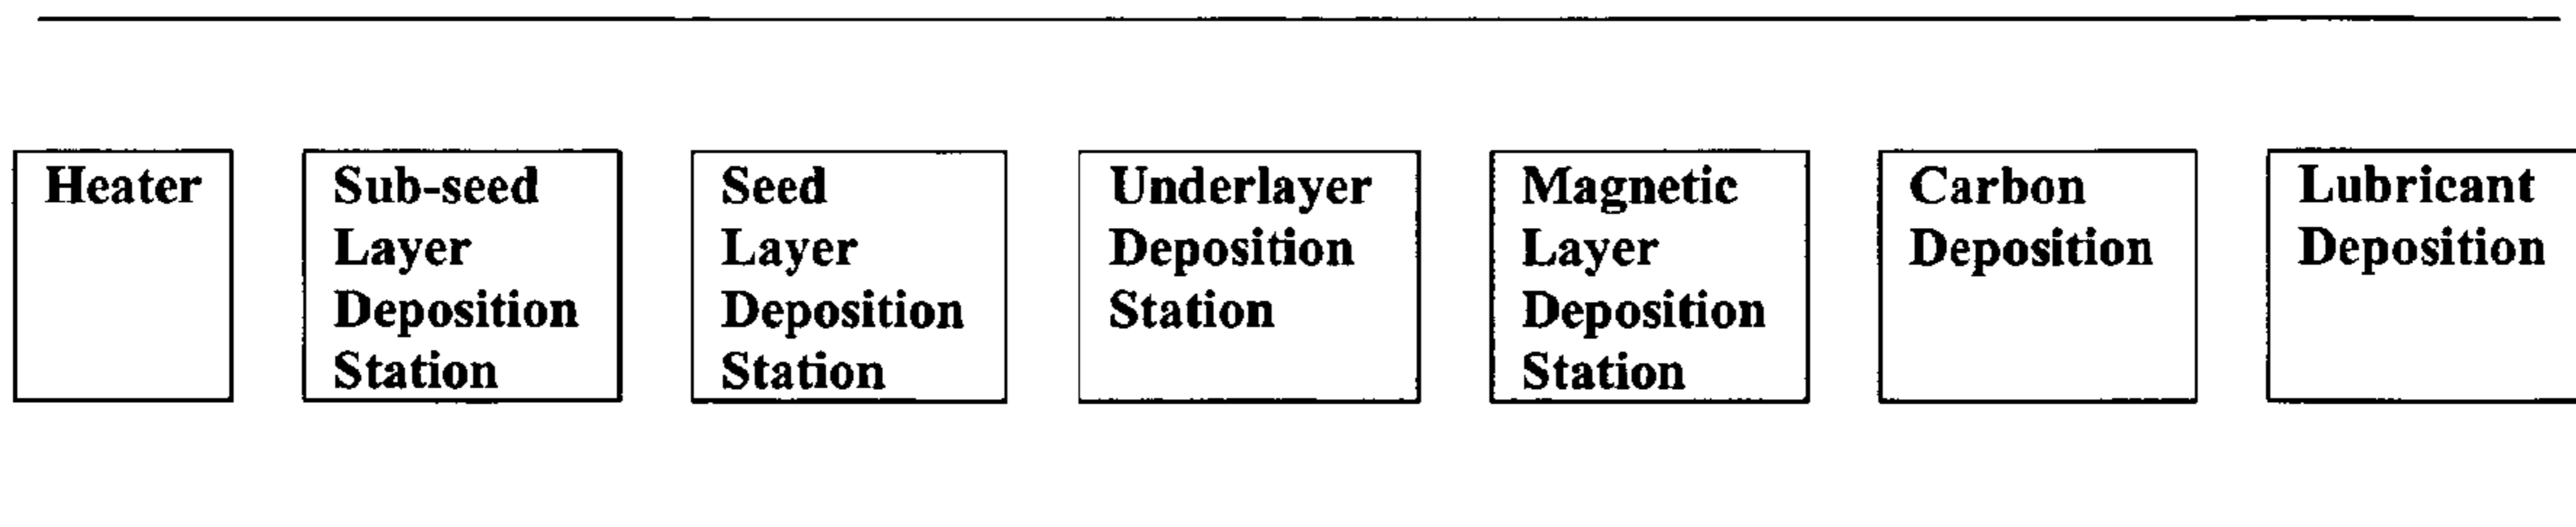 Heater
Sub-seed
Layer
Deposition
Station
Seed
Layer
Deposition
Station
Underlayer
Deposition
Station
Magnetic
Layer
Deposition
Station
Carbon
Deposition
Lubricant
Deposition